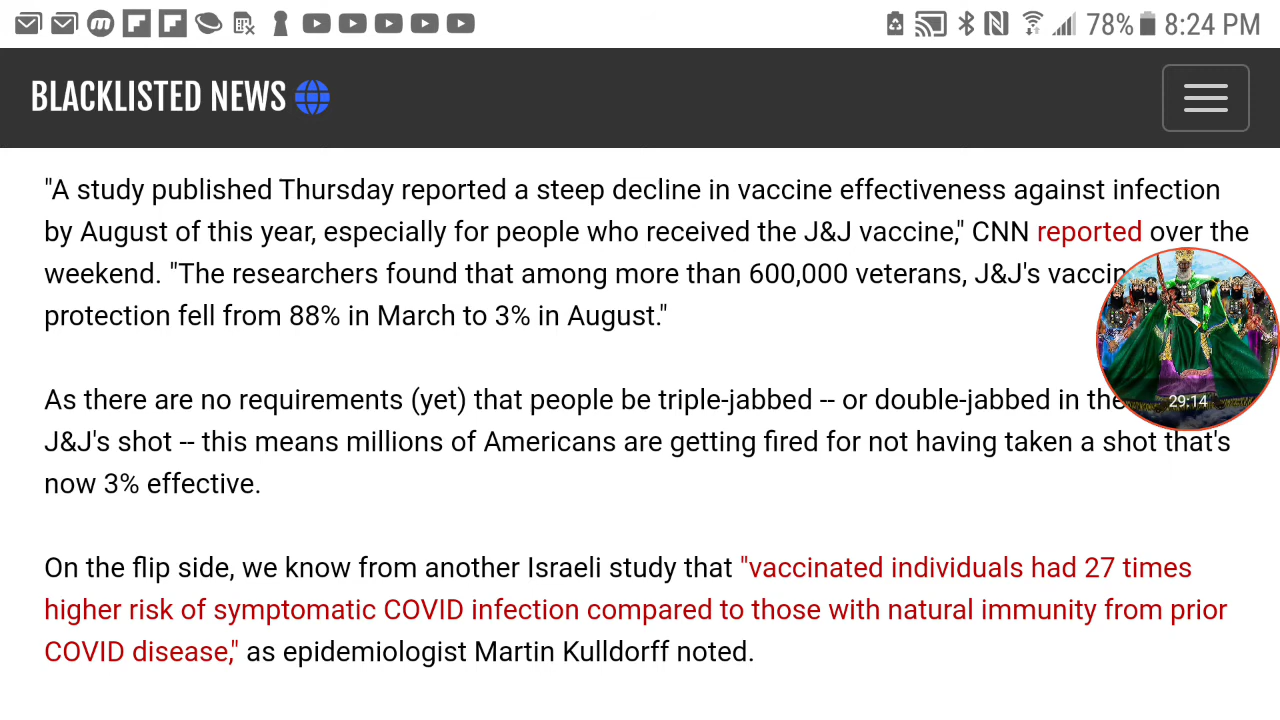 78% 8:24 PM
BLACKLISTED NEWS
"A study published Thursday reported a steep decline in vaccine effectiveness against infection
by August of this year, especially for people who received the J&J vaccine," CNN reported over the
weekend. "The researchers found that among more than 600,000 veterans, J&J's
protection fell from 88% in March to 3% in August."
As there are no requirements (yet) that people be triple-jabbed -- or double-jabbed in the
29:14
J&J's shot -- this means millions of Americans are getting fired for not having taken a shot that's
now 3% effective.
On the flip side, we know from another Israeli study that "vaccinated individuals had 27 times
higher risk of symptomatic COVID infection compared to those with natural immunity from prior
COVID disease," as epidemiologist Martin Kulldorff noted.